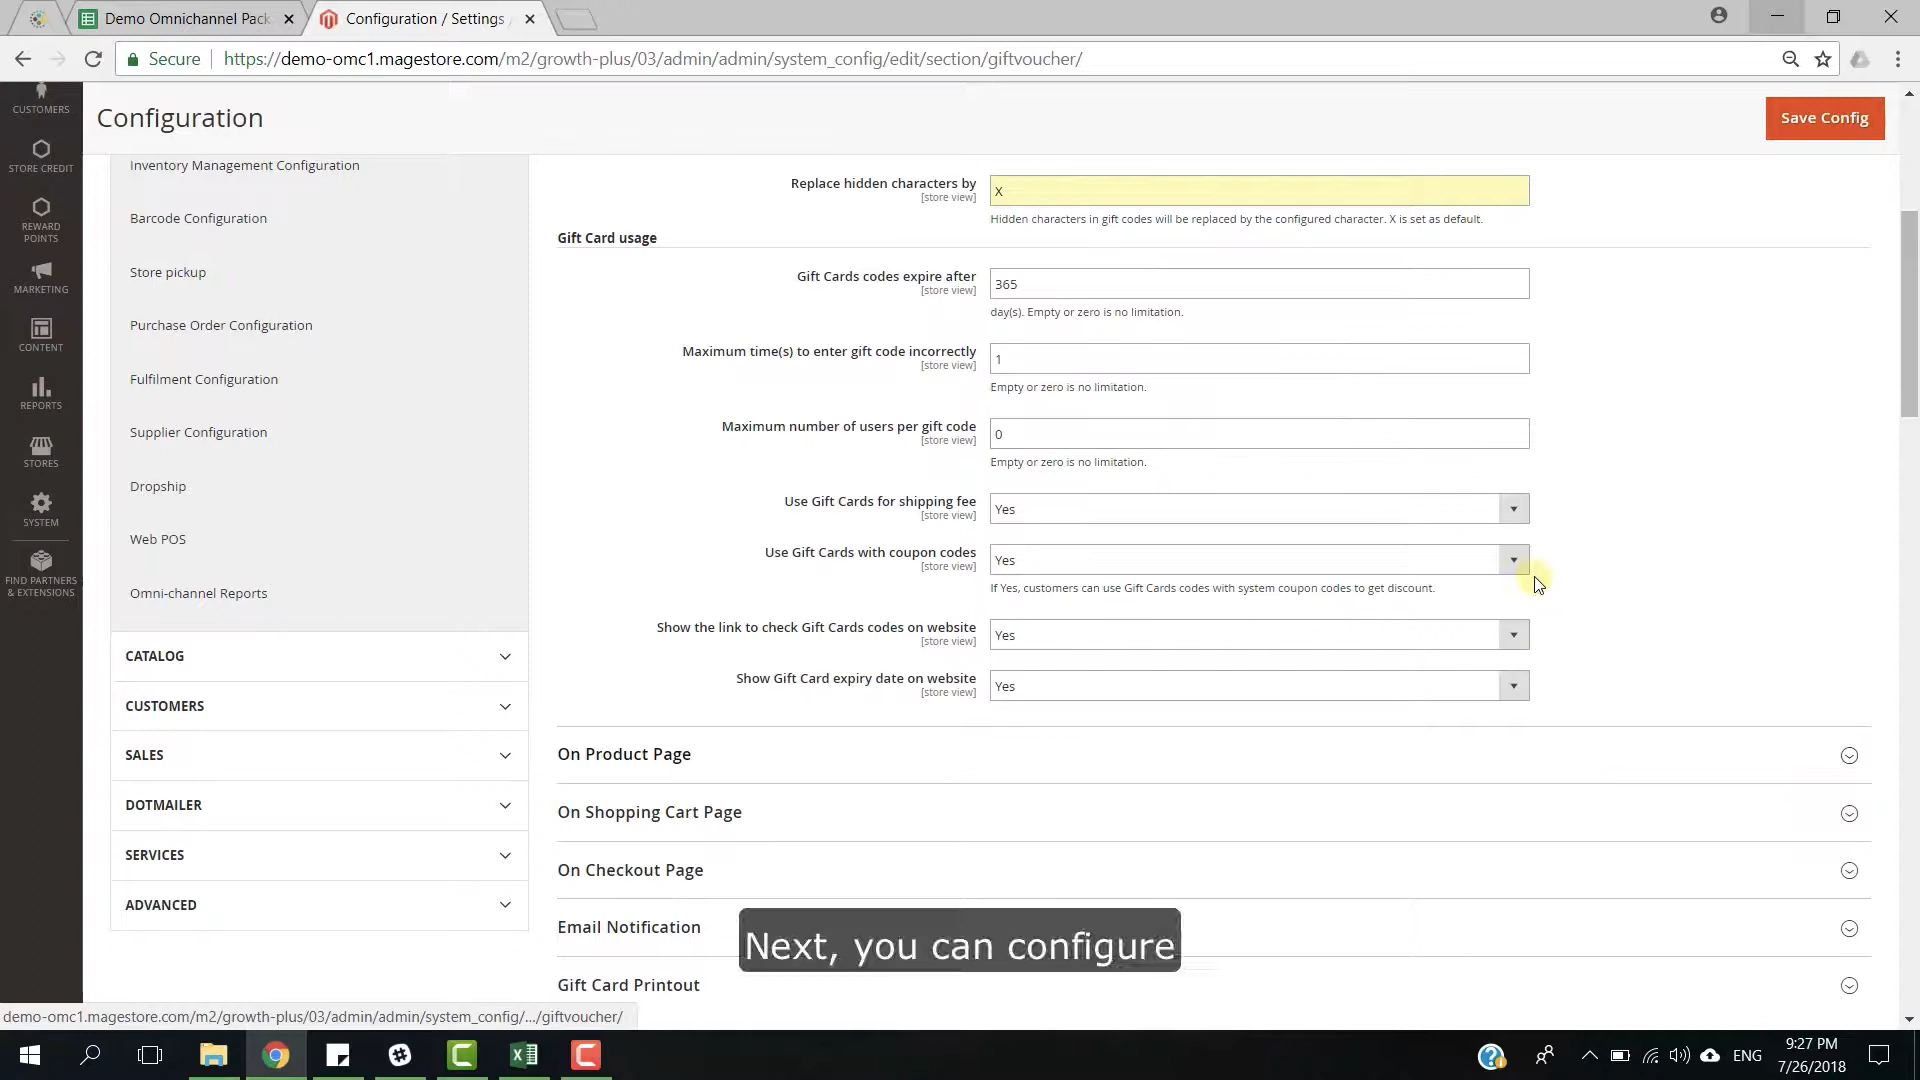 Demo Omnichannel Pack
Configuration / Settings /
Secure
https://demo-omc1.magestore.com/m2/growth-plus/03/admin/admin/system_config/edit/section/giftvoucher/
CUSTOMERS
STORE CREDIT
REWARD
POINTS
MARKETING
CONTENT
REPORTS
STORES
SYSTEM
FIND PARTNERS
& EXTENSIONS
Configuration
Save Config
Inventory Management Configuration
Barcode Configuration
Store pickup
Purchase Order Configuration
Fulfilment Configuration
Supplier Configuration
Dropship
Web POS
Omni-channel Reports
CATALOG
CUSTOMERS
SALES
DOTMAILER
SERVICES
ADVANCED
Replace hidden characters by
[store view]
X
Hidden characters in gift codes will be replaced by the configured character. X is set as default.
Gift Card usage
Gift Cards codes expire after
[store view]
365
day(s). Empty or zero is no limitation.
Maximum time(s) to enter gift code incorrectly
[store view]
1
Empty or zero is no limitation.
Maximum number of users per gift code
[store view]
0
Empty or zero is no limitation.
Use Gift Cards for shipping fee
[store view]
Yes
Use Gift Cards with coupon codes
[store view]
Yes
If Yes, customers can use Gift Cards codes with system coupon codes to get discount.
Show the link to check Gift Cards codes on website
[store view]
Yes
Show Gift Card expiry date on website
[store view]
Yes
On Product Page
On Shopping Cart Page
On Checkout Page
Email Notification
Gift Card Printout
Next, you can configure
demo-omc1.magestore.com/m2/growth-plus/03/admin/admin/system_config/.../giftvoucher/
ENG
9:27 PM
7/26/2018